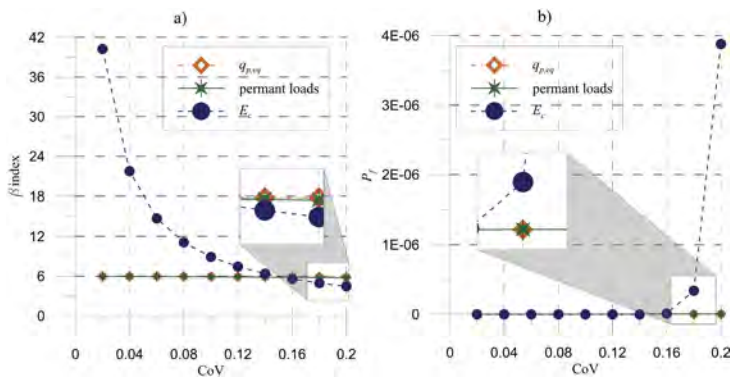 a)
42
36
30
24
18
12
6
0
β index
q_{p,eq}
permant loads
E_c
0 0.04 0.08 0.12 0.16 0.2
CoV
b)
4E-06
3E-06
2E-06
1E-06
0
P_f
q_{p,eq}
permant loads
E_c
0 0.04 0.08 0.12 0.16 0.2
CoV